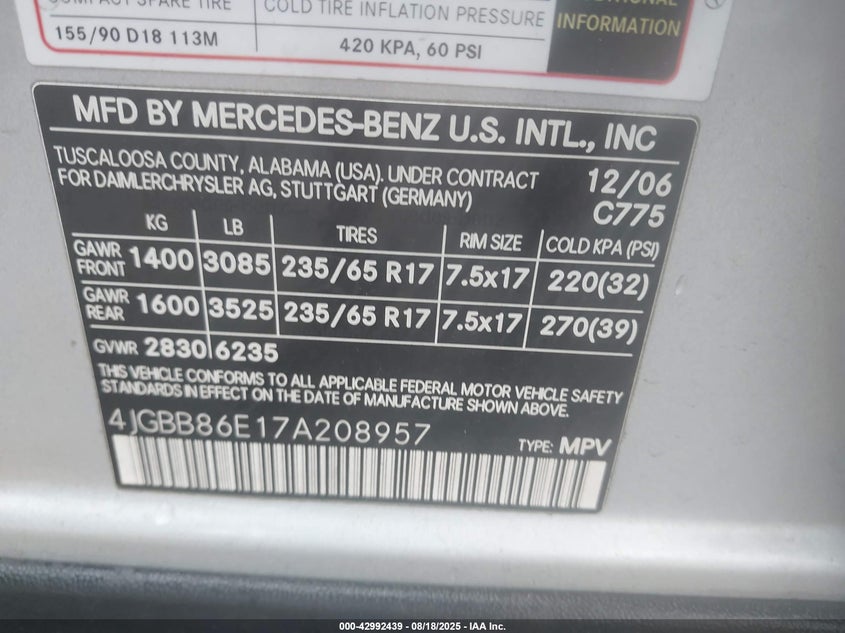 COMPACT SPARE TIRE
COLD TIRE INFLATION PRESSURE
155/90 D18 113M
420 KPA, 60 PSI
INFORMATION
MFD BY MERCEDES-BENZ U.S. INTL., INC
TUSCALOOSA COUNTY, ALABAMA (USA). UNDER CONTRACT
FOR DAIMLERCHRYSLER AG, STUTTGART (GERMANY)
12/06
C775
KG LB TIRES RIM SIZE COLD KPA (PSI)
GAWR FRONT 1400 3085 235/65 R17 7.5x17 220(32)
GAWR REAR 1600 3525 235/65 R17 7.5x17 270(39)
GVWR 2830 6235
THIS VEHICLE CONFORMS TO ALL APPLICABLE FEDERAL MOTOR VEHICLE SAFETY
STANDARDS IN EFFECT ON THE DATE OF MANUFACTURE SHOWN ABOVE.
4JGBB86E17A208957
TYPE: MPV
000-42992439 - 08/18/2025 - IAA Inc.